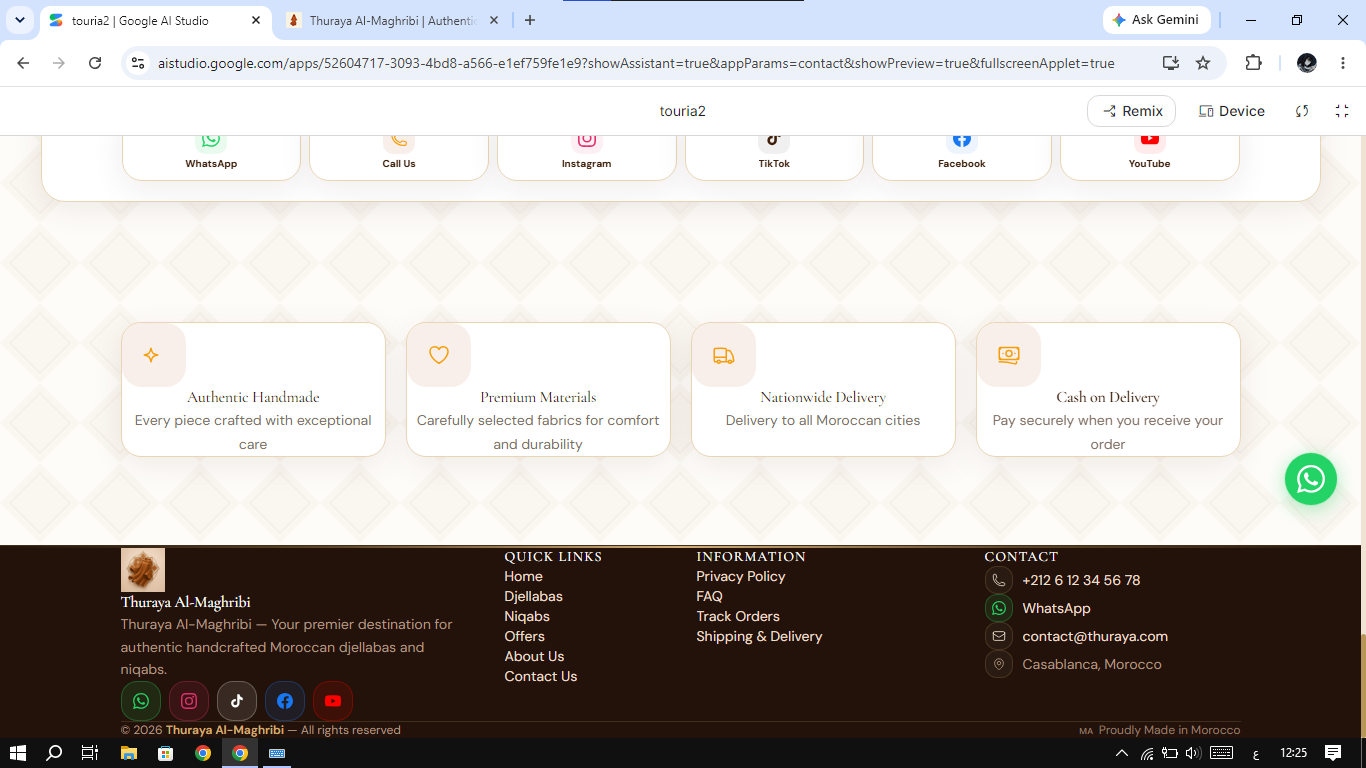 touria2 | Google AI Studio
Thuraya Al-Maghribi | Authentic
Ask Gemini
aistudio.google.com/apps/52604717-3093-4bd8-a566-e1ef759fe1e9?showAssistant=true&appParams=contact&showPreview=true&fullscreenApplet=true
touria2
Remix
Device
WhatsApp
Call Us
Instagram
TikTok
Facebook
YouTube
Authentic Handmade
Every piece crafted with exceptional
care
Premium Materials
Carefully selected fabrics for comfort
and durability
Nationwide Delivery
Delivery to all Moroccan cities
Cash on Delivery
Pay securely when you receive your
order
Thuraya Al-Maghribi
Thuraya Al-Maghribi — Your premier destination for
authentic handcrafted Moroccan djellabas and
niqabs.
QUICK LINKS
Home
Djellabas
Niqabs
Offers
About Us
Contact Us
INFORMATION
Privacy Policy
FAQ
Track Orders
Shipping & Delivery
CONTACT
+212 6 12 34 56 78
WhatsApp
contact@thuraya.com
Casablanca, Morocco
© 2026 Thuraya Al-Maghribi — All rights reserved
MA Proudly Made in Morocco
ع
12:25